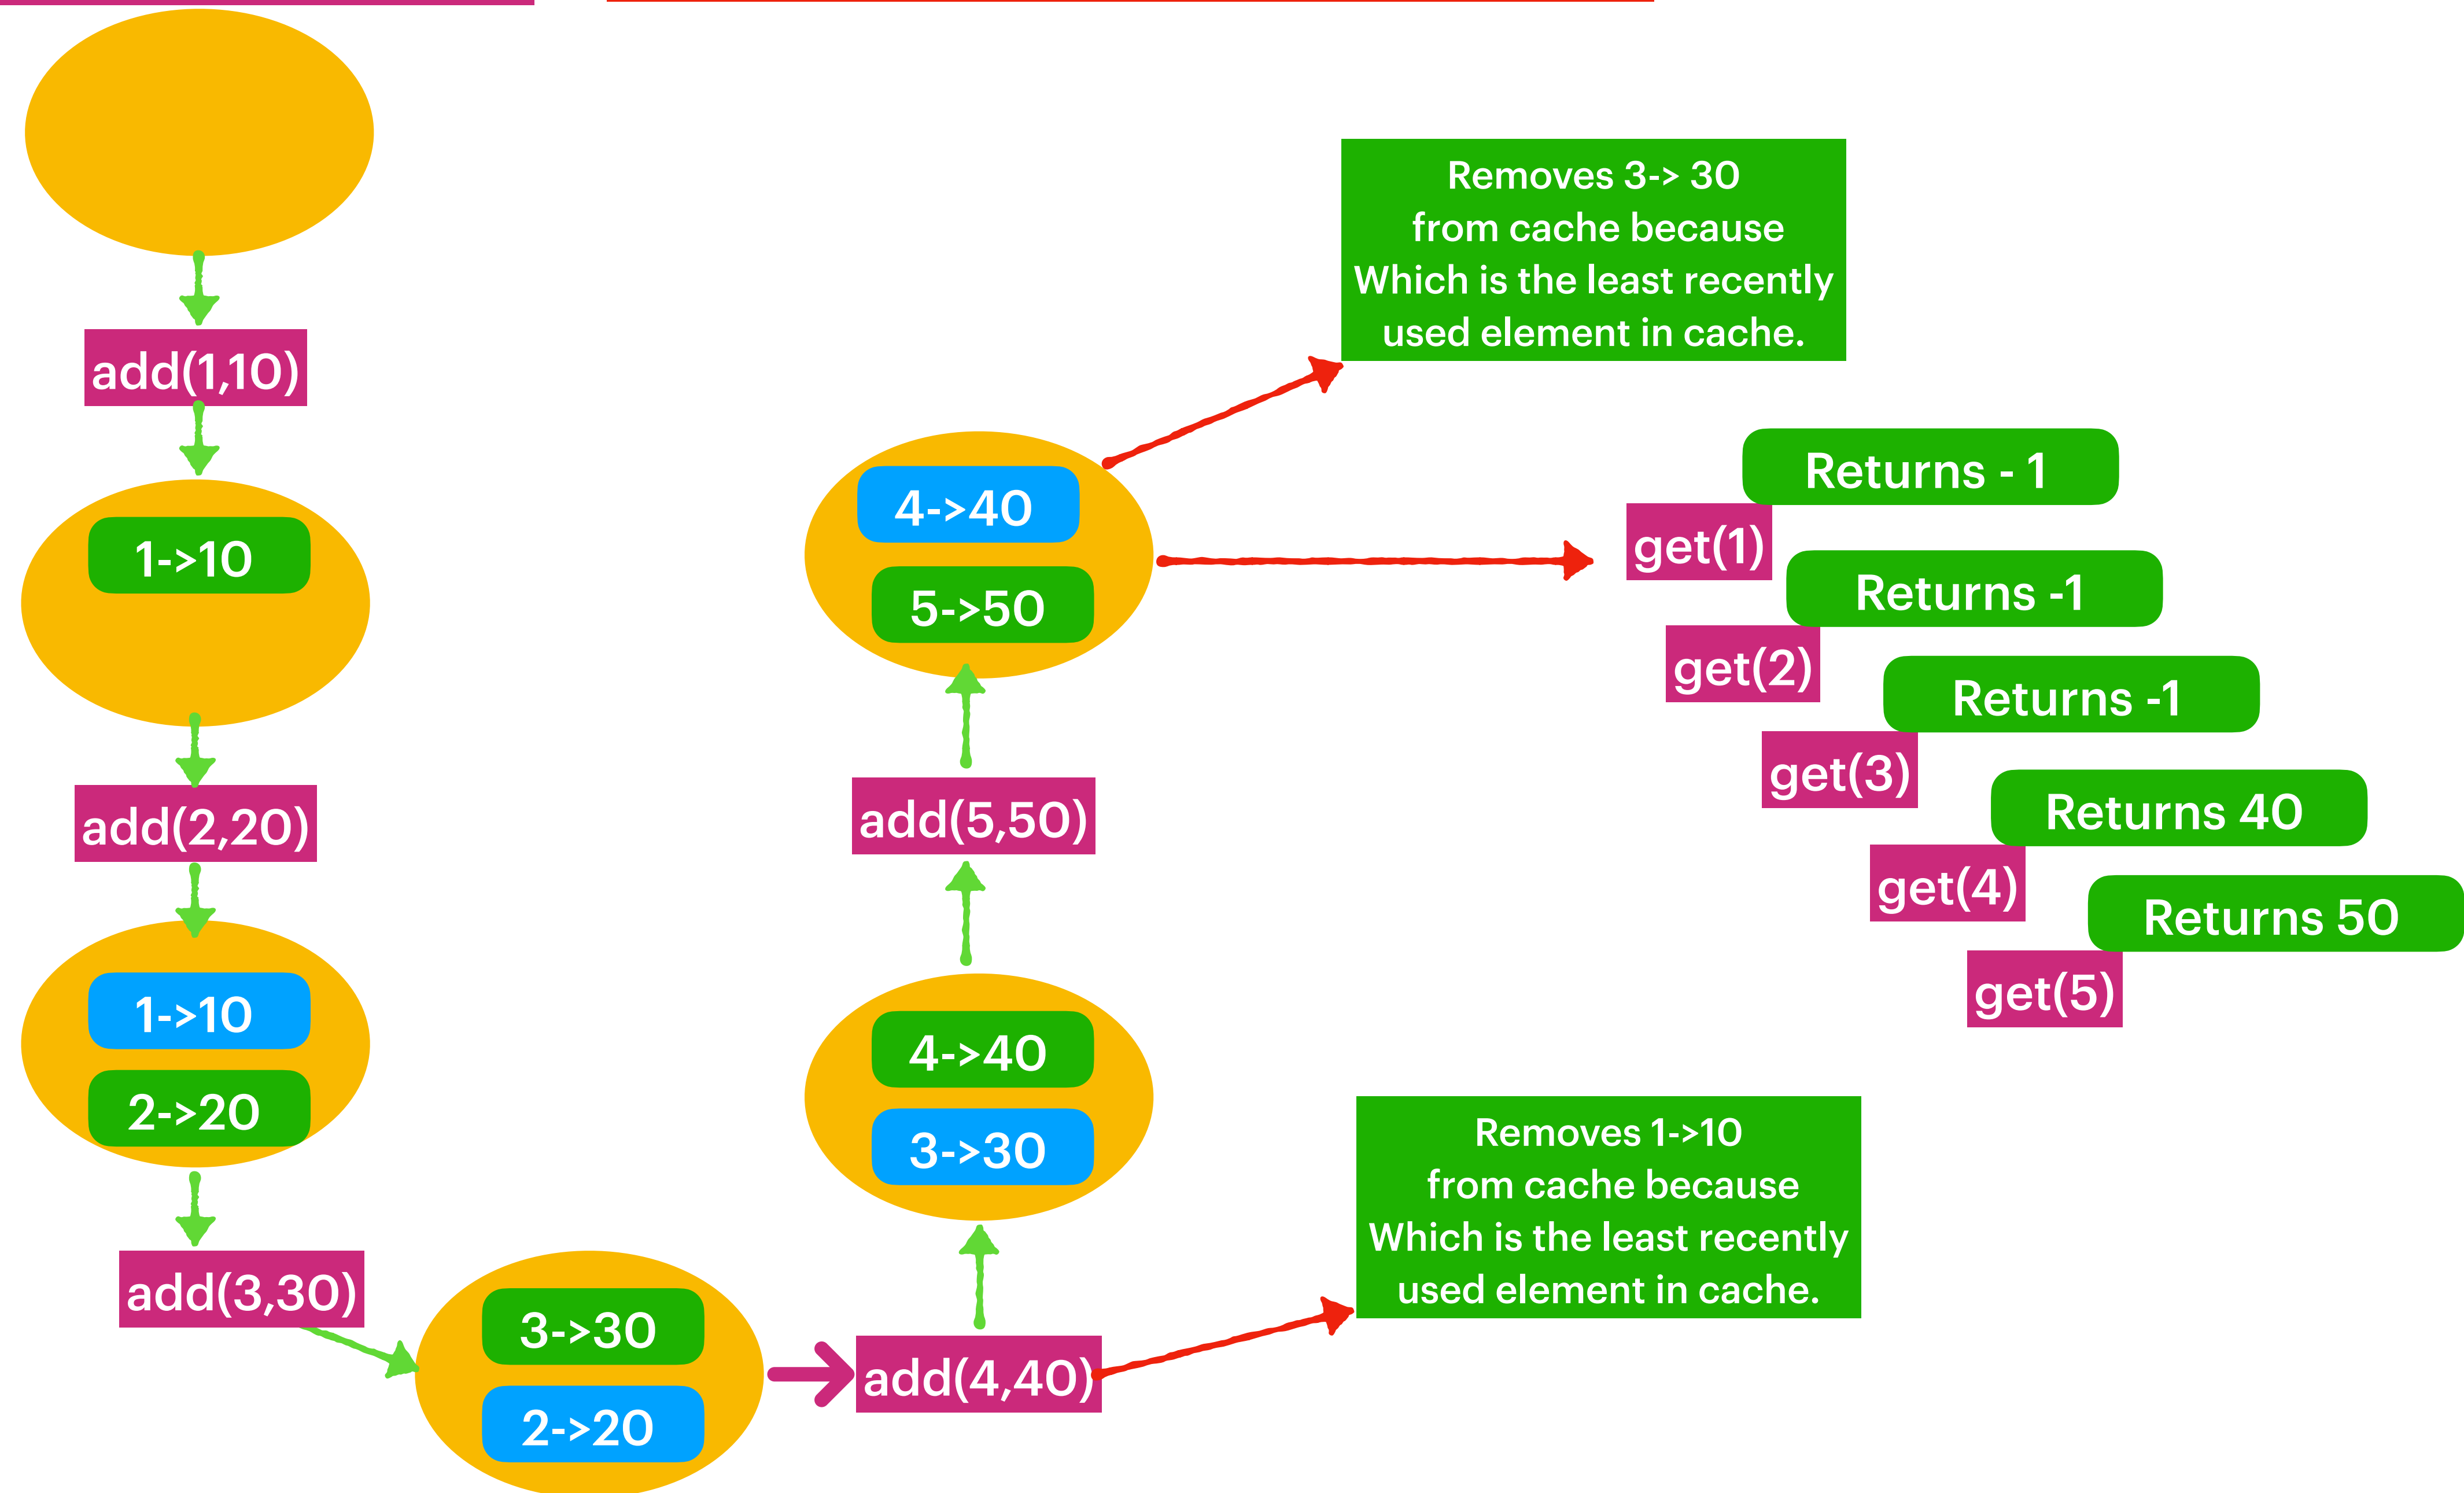 add(1,10)
1->10
add(2,20)
1->10
2->20
add(3,30)
3->30
2->20
add(4,40)
Removes 1->10
from cache because
Which is the least recently
used element in cache.
4->40
3->30
add(5,50)
4->40
5->50
Removes 3-> 30
from cache because
Which is the least recently
used element in cache.
Returns - 1
get(1)
Returns -1
get(2)
Returns -1
get(3)
Returns 40
get(4)
Returns 50
get(5)